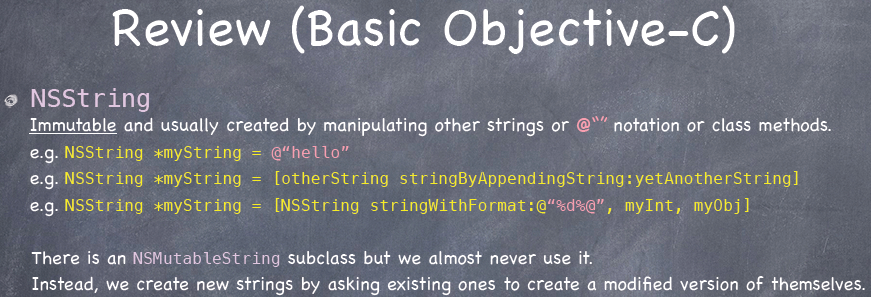 Review (Basic Objective-C)
NSString
Immutable and usually created by manipulating other strings or @“” notation or class methods.
e.g. NSString *myString = @“hello”
e.g. NSString *myString = [otherString stringByAppendingString:yetAnotherString]
e.g. NSString *myString = [NSString stringWithFormat:@“%d%@”, myInt, myObj]
There is an NSMutableString subclass but we almost never use it.
Instead, we create new strings by asking existing ones to create a modified version of themselves.